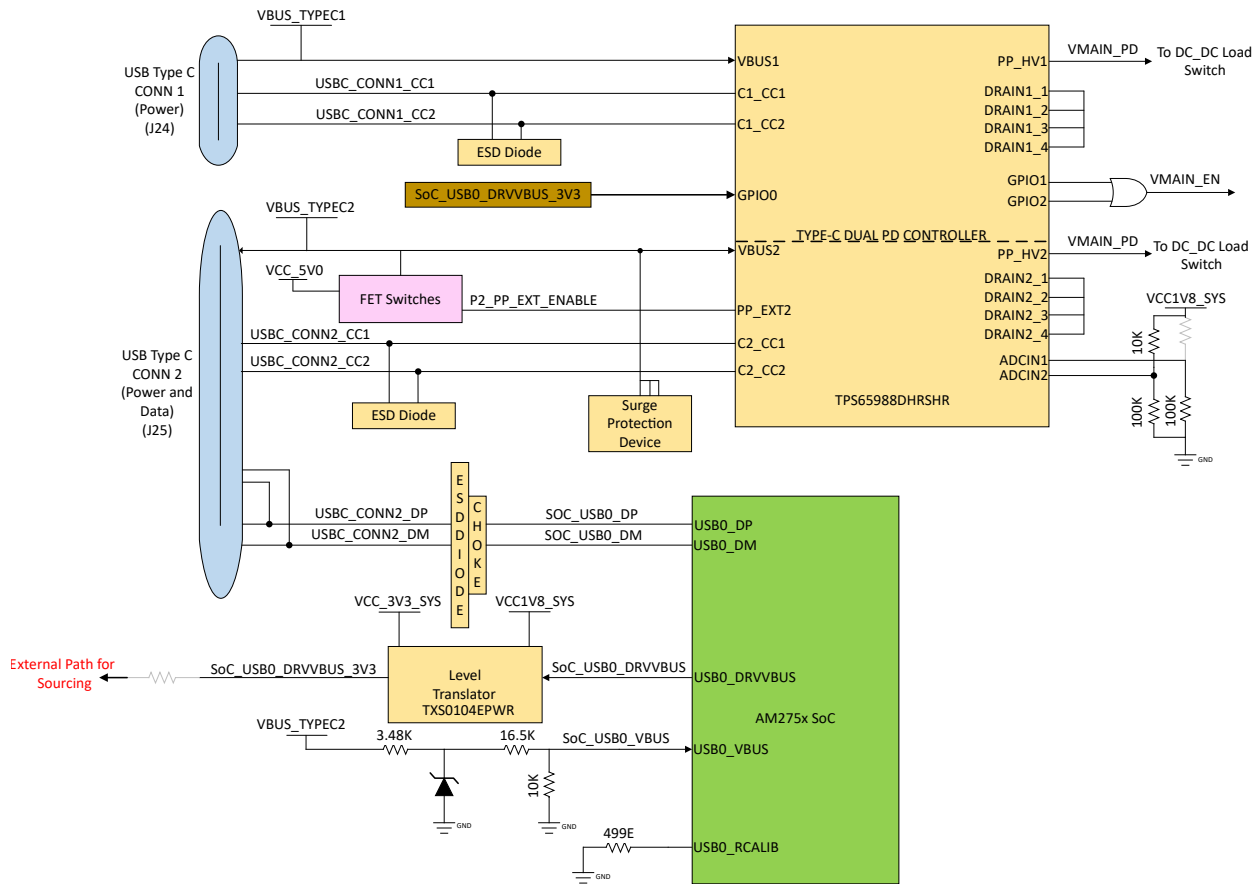 VBUS_TYPEC1
USB Type C
CONN 1
(Power)
(J24)
USBC_CONN1_CC1
USBC_CONN1_CC2
ESD Diode
VBUS1
C1_CC1
C1_CC2
GPIO0
SoC_USB0_DRVVBUS_3V3
PP_HV1
DRAIN1_1
DRAIN1_2
DRAIN1_3
DRAIN1_4
GPIO1
GPIO2
VMAIN_PD
To DC_DC Load
Switch
VMAIN_EN
TYPE-C DUAL PD CONTROLLER
VBUS_TYPEC2
VCC_5V0
FET Switches
P2_PP_EXT_ENABLE
VBUS2
PP_EXT2
C2_CC1
C2_CC2
PP_HV2
DRAIN2_1
DRAIN2_2
DRAIN2_3
DRAIN2_4
ADCIN1
ADCIN2
TPS65988DHRSHR
VMAIN_PD
To DC_DC Load
Switch
VCC1V8_SYS
10K
100K
100K
GND
USB Type C
CONN 2
(Power and
Data)
(J25)
USBC_CONN2_CC1
USBC_CONN2_CC2
ESD Diode
Surge
Protection
Device
USBC_CONN2_DP
USBC_CONN2_DM
ESDDIODE
CHOKE
SOC_USB0_DP
SOC_USB0_DM
USB0_DP
USB0_DM
VCC_3V3_SYS
VCC1V8_SYS
External Path for
Sourcing
SoC_USB0_DRVVBUS_3V3
Level
Translator
TXS0104EPWR
SoC_USB0_DRVVBUS
USB0_DRVVBUS
AM275x SoC
VBUS_TYPEC2
3.48K
16.5K
SoC_USB0_VBUS
USB0_VBUS
10K
GND
GND
499E
USB0_RCALIB
GND